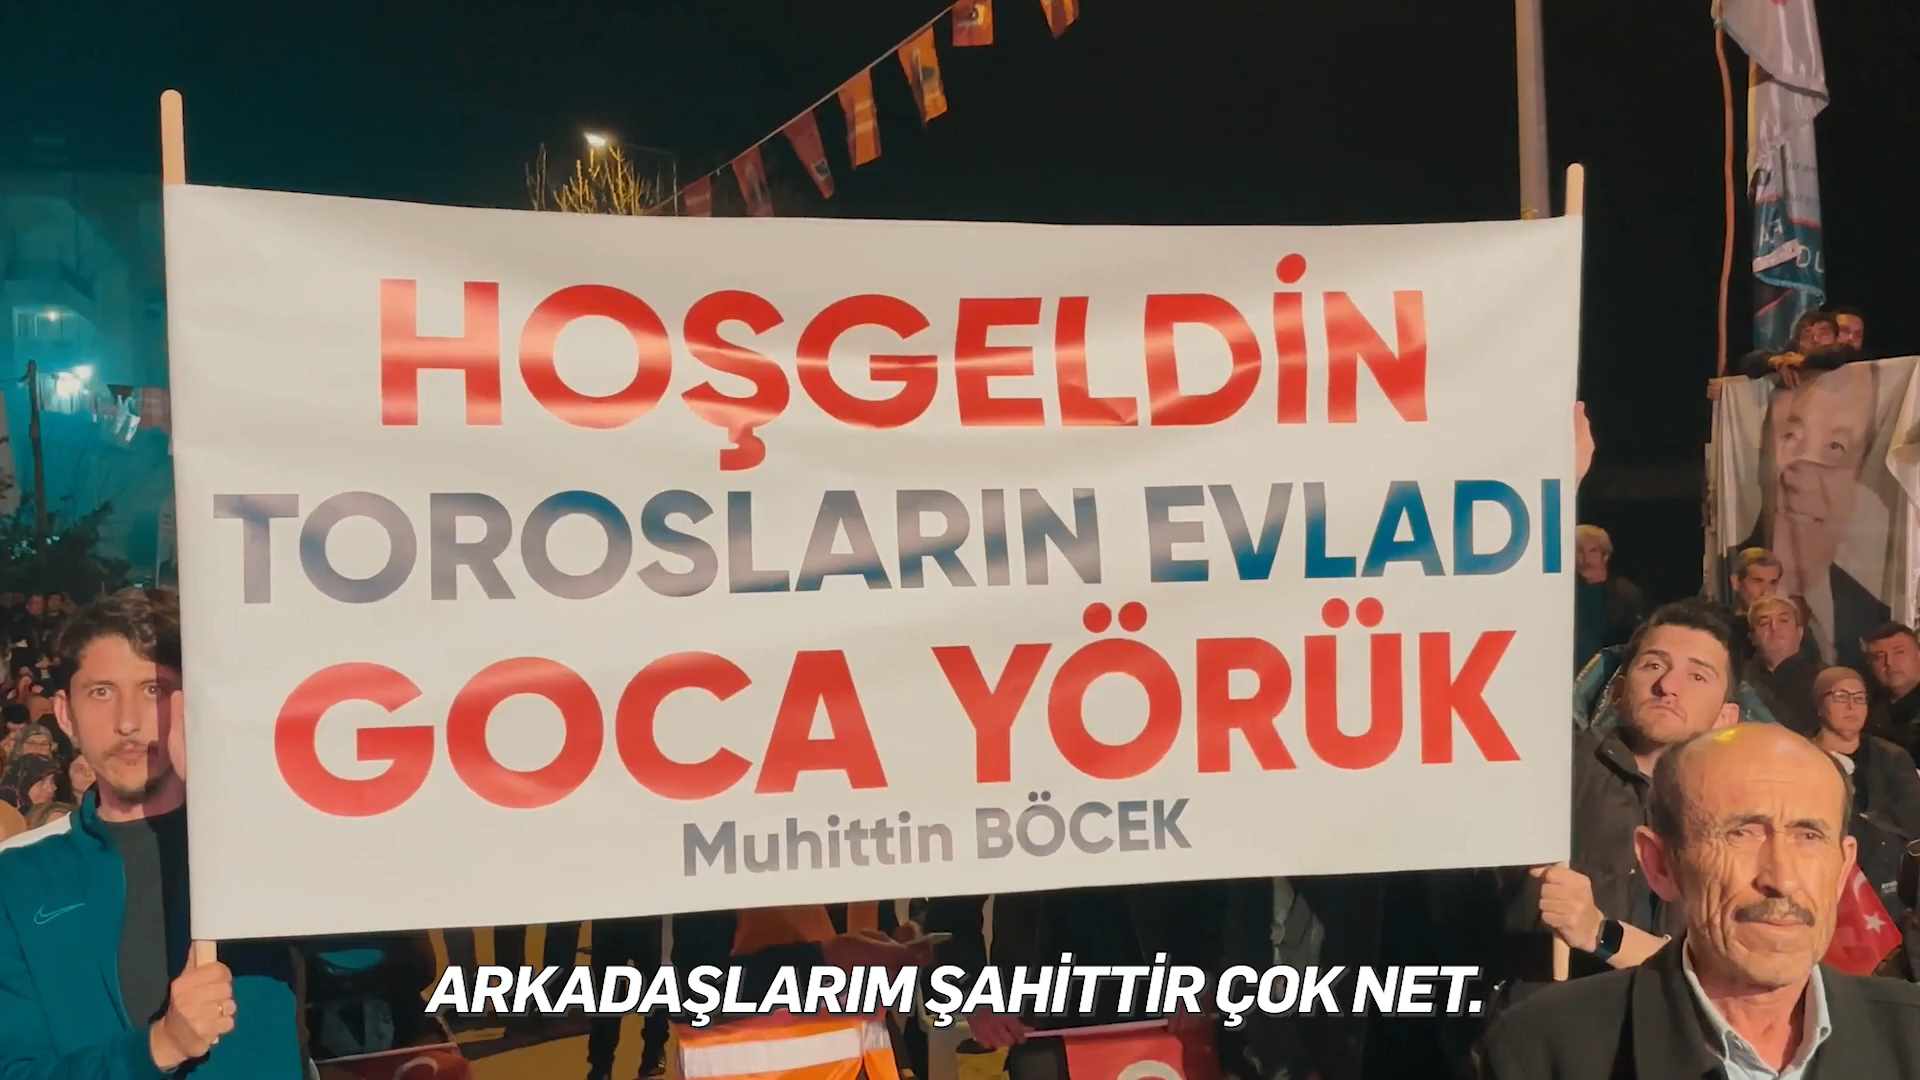 HOŞGELDİN
TOROSLARIN EVLADI
GOCA YÖRÜK
Muhittin BÖCEK
ARKADAŞLARIM ŞAHİTTİR ÇOK NET.